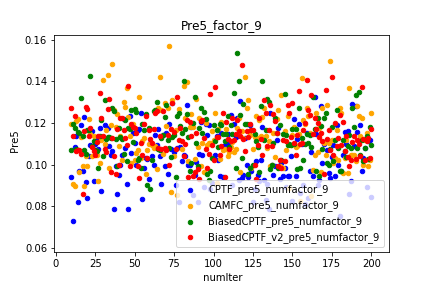 Pre5_factor_9
0.16
0.14
0.12
0.10
0.08
0.06
Pre5
CPTF_pre5_numfactor_9
CAMFC_pre5_numfactor_9
BiasedCPTF_pre5_numfactor_9
BiasedCPTF_v2_pre5_numfactor_9
0 25 50 75 100 125 150 175 200
numIter